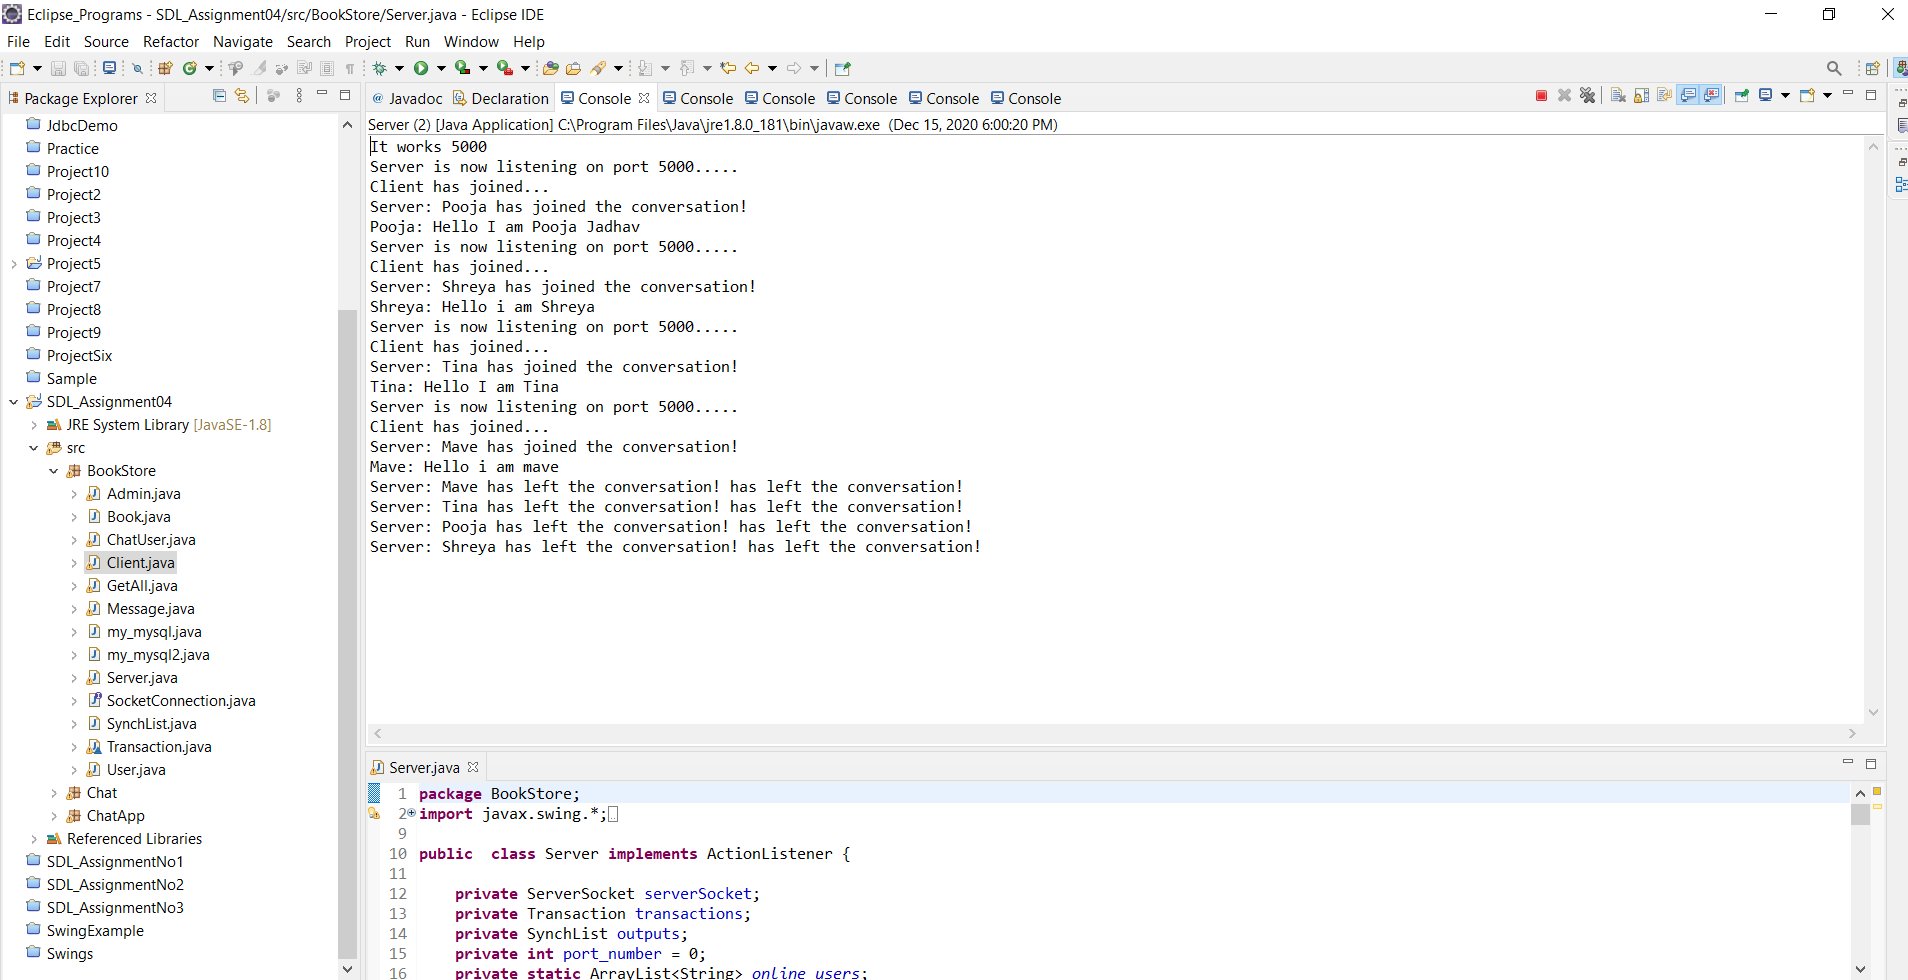 Eclipse_Programs - SDL_Assignment04/src/BookStore/Server.java - Eclipse IDE
File Edit Source Refactor Navigate Search Project Run Window Help
Package Explorer
JdbcDemo
Practice
Project10
Project2
Project3
Project4
Project5
Project7
Project8
Project9
ProjectSix
Sample
SDL_Assignment04
JRE System Library [JavaSE-1.8]
src
BookStore
Admin.java
Book.java
ChatUser.java
Client.java
GetAll.java
Message.java
my_mysql.java
my_mysql2.java
Server.java
SocketConnection.java
SynchList.java
Transaction.java
User.java
Chat
ChatApp
Referenced Libraries
SDL_AssignmentNo1
SDL_AssignmentNo2
SDL_AssignmentNo3
SwingExample
Swings
@ Javadoc Declaration Console Console Console Console Console Console
Server (2) [Java Application] C:\Program Files\Java\jre1.8.0_181\bin\javaw.exe (Dec 15, 2020 6:00:20 PM)
It works 5000
Server is now listening on port 5000.....
Client has joined...
Server: Pooja has joined the conversation!
Pooja: Hello I am Pooja Jadhav
Server is now listening on port 5000.....
Client has joined...
Server: Shreya has joined the conversation!
Shreya: Hello i am Shreya
Server is now listening on port 5000.....
Client has joined...
Server: Tina has joined the conversation!
Tina: Hello I am Tina
Server is now listening on port 5000.....
Client has joined...
Server: Mave has joined the conversation!
Mave: Hello i am mave
Server: Mave has left the conversation! has left the conversation!
Server: Tina has left the conversation! has left the conversation!
Server: Pooja has left the conversation! has left the conversation!
Server: Shreya has left the conversation! has left the conversation!
Server.java
1 package BookStore;
2 import javax.swing.*;
9
10 public class Server implements ActionListener {
11
12 private ServerSocket serverSocket;
13 private Transaction transactions;
14 private SynchList outputs;
15 private int port_number = 0;
16 private static ArrayList<String> online_users;